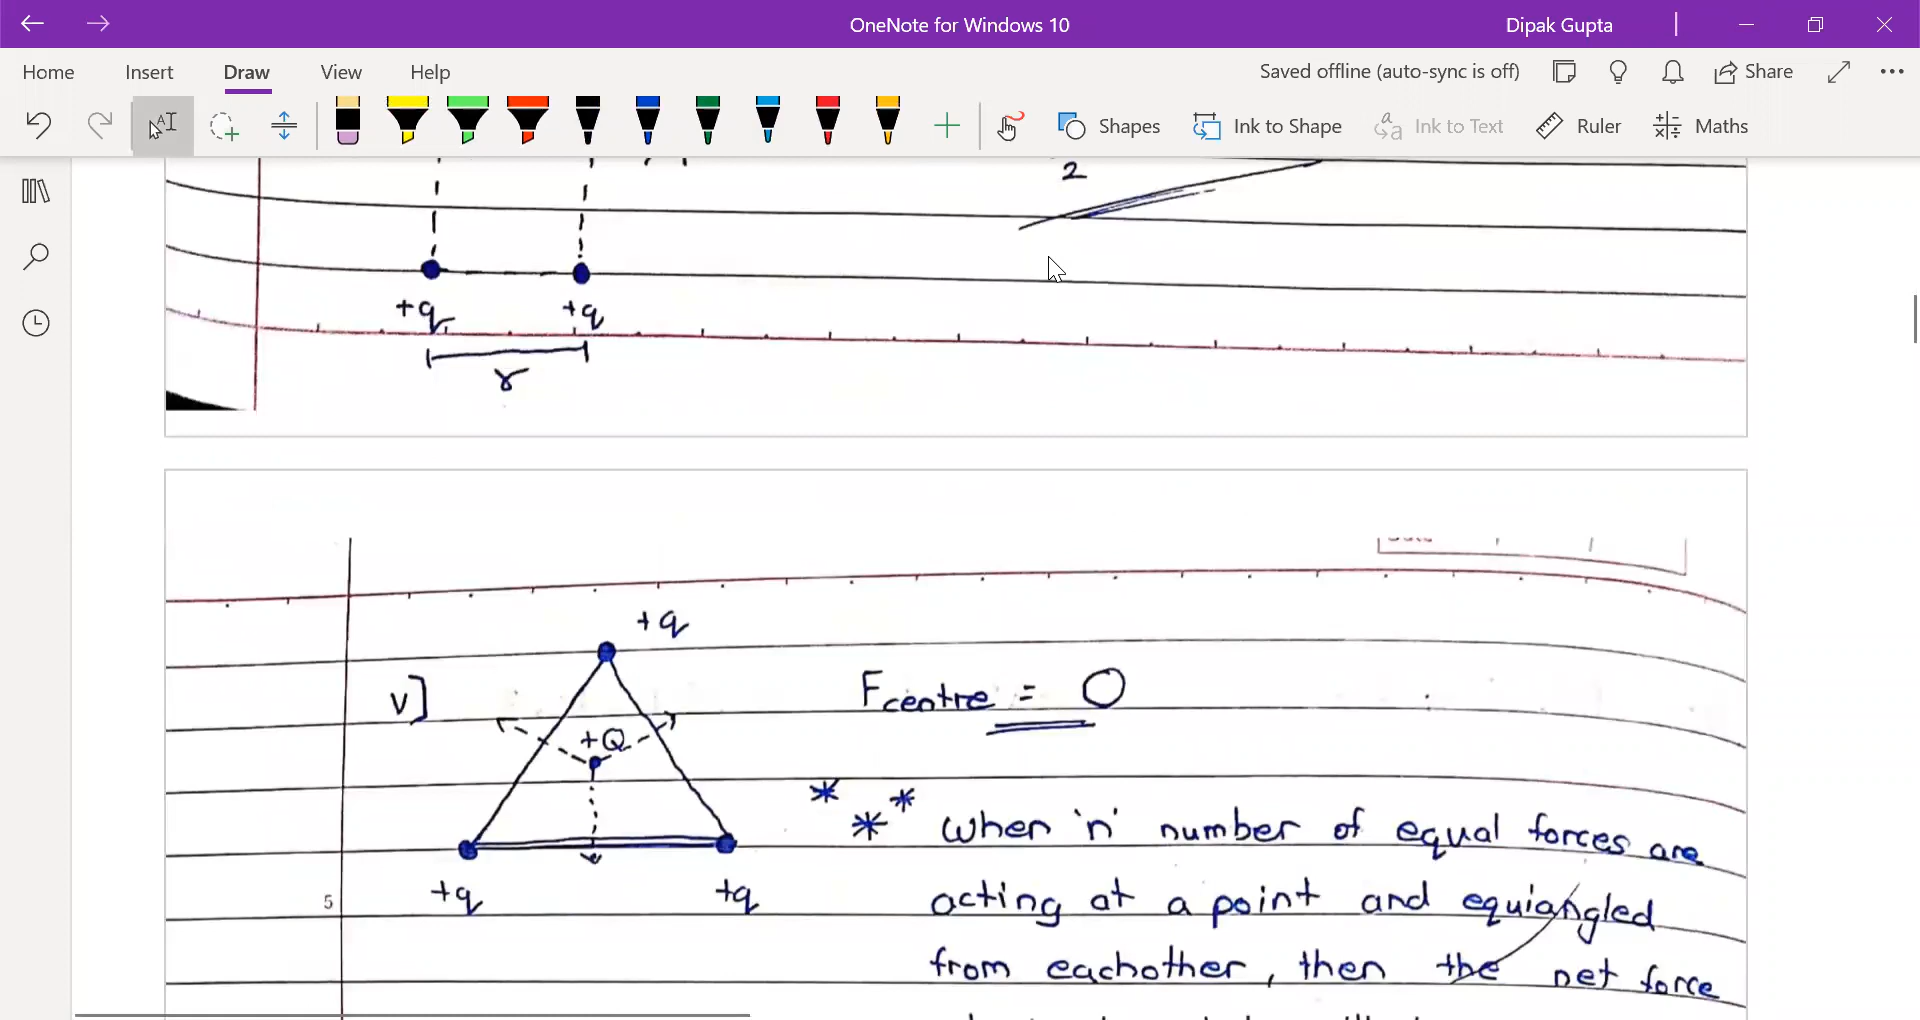 OneNote for Windows 10
Dipak Gupta
Home Insert Draw View Help
Saved offline (auto-sync is off)
Share
Shapes
Ink to Shape
Ink to Text
Ruler
Maths
2
+q +q
r
+q
v]
Fcentre = 0
+Q
* * * When 'n' number of equal forces are
+q +q
5
acting at a point and equiangled
from eachother, then the net force